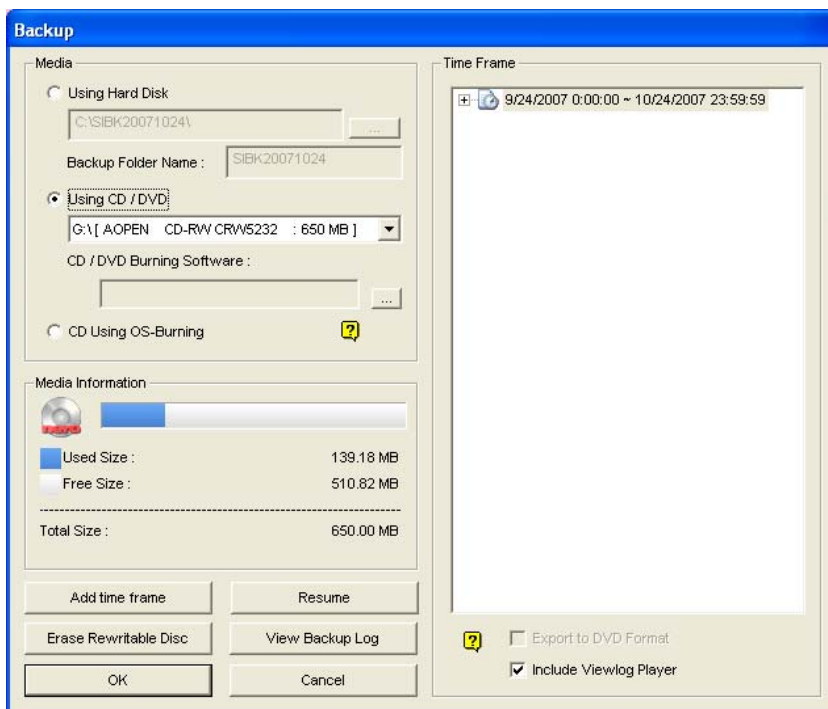 Backup
Media
Using Hard Disk
C:\SIBK20071024\
...
Backup Folder Name :
SIBK20071024
Using CD / DVD
G:\ [ AOPEN CD-RW CRW5232 : 650 MB ]
CD / DVD Burning Software :
...
CD Using OS-Burning
?
Media Information
Used Size : 139.18 MB
Free Size : 510.82 MB
Total Size : 650.00 MB
Add time frame
Resume
Erase Rewritable Disc
View Backup Log
OK
Cancel
Time Frame
9/24/2007 0:00:00 ~ 10/24/2007 23:59:59
?
Export to DVD Format
Include Viewlog Player